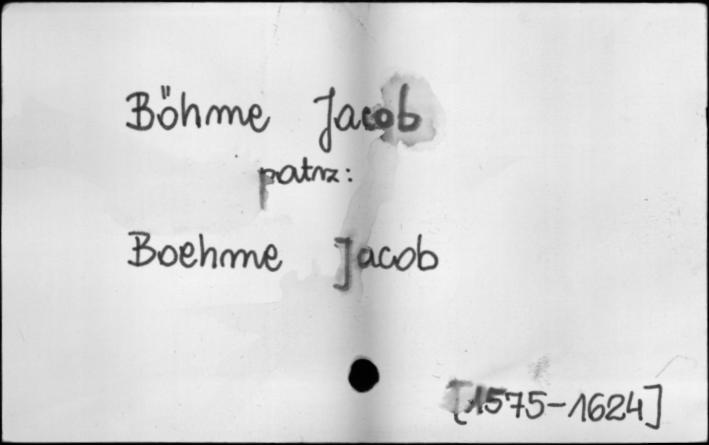 Böhme Jacob
patrz:
Boehme Jacob
[1575-1624]